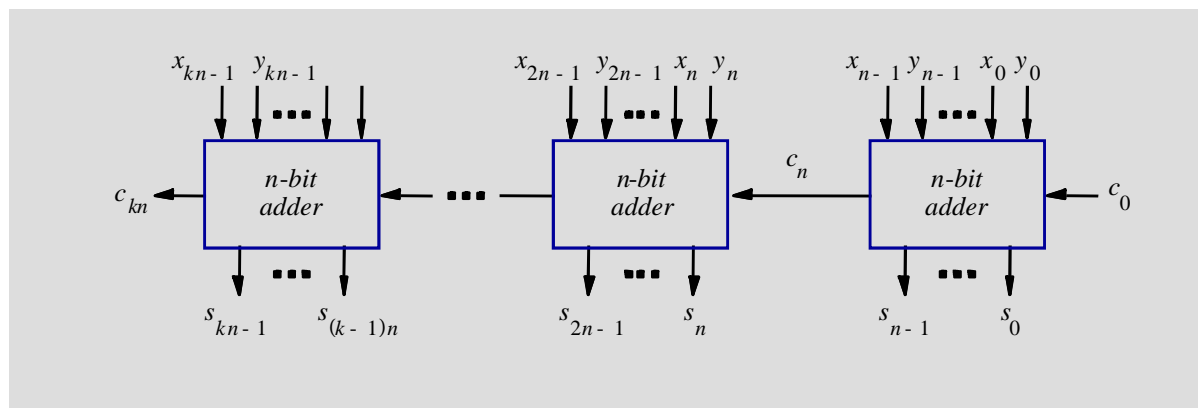 x_{kn-1} y_{kn-1} x_{2n-1} y_{2n-1} x_n y_n x_{n-1} y_{n-1} x_0 y_0
c_n
n-bit adder n-bit adder n-bit adder
c_{kn} c_0
s_{kn-1} s_{(k-1)n} s_{2n-1} s_n s_{n-1} s_0